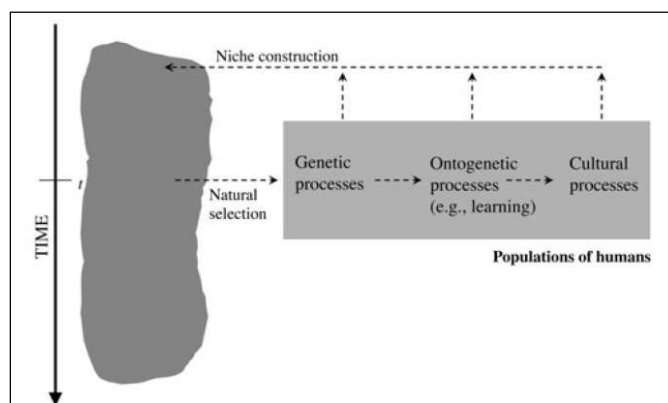 Niche construction
Genetic
processes
Ontogenetic
processes
(e.g., learning)
Cultural
processes
t
Natural
selection
TIME
Populations of humans